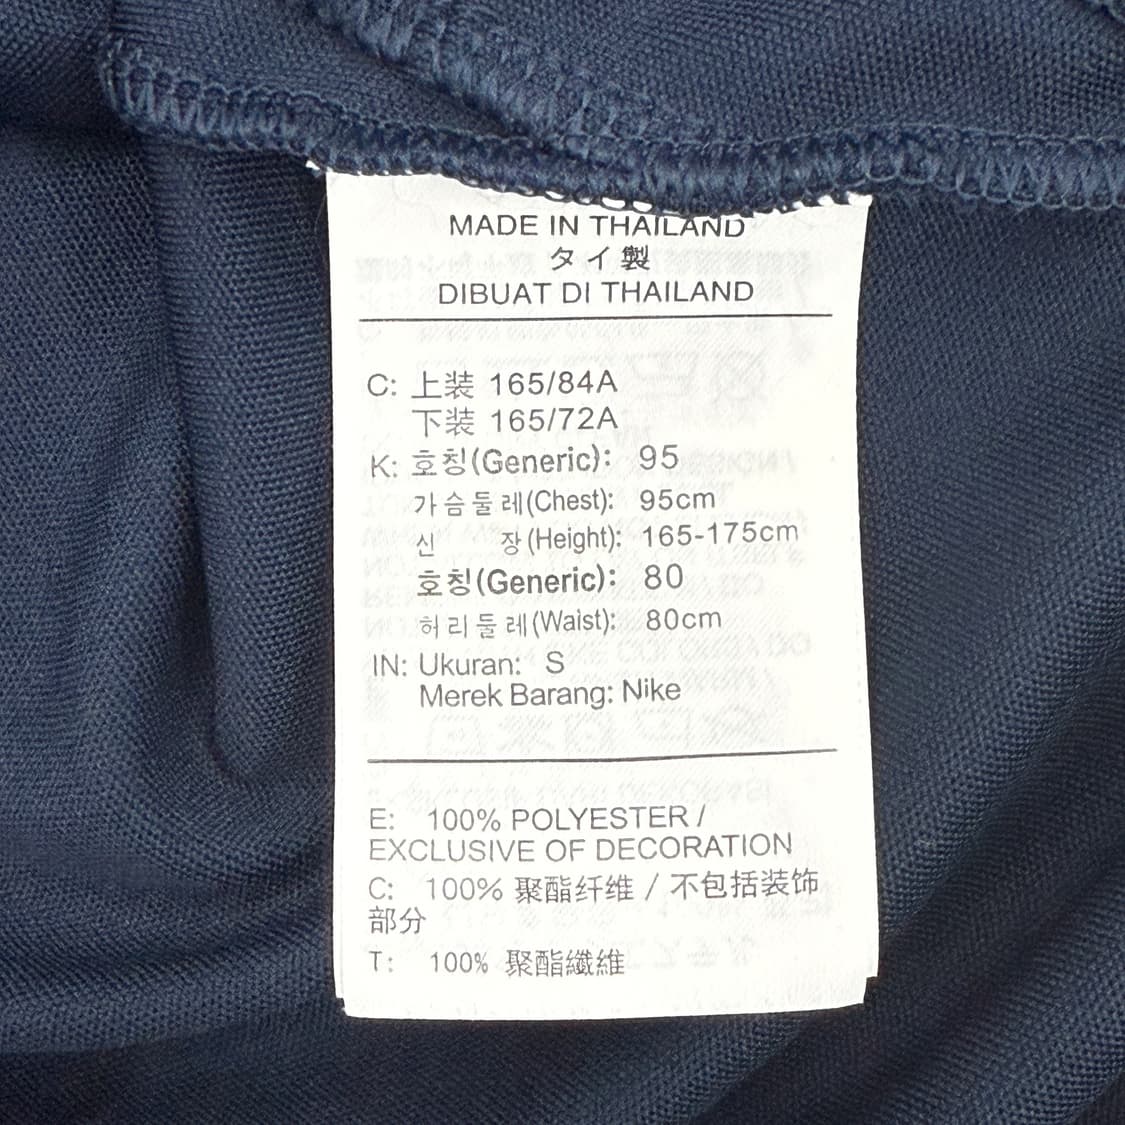 MADE IN THAILAND
タイ製
DIBUAT DI THAILAND
C: 上装 165/84A
下装 165/72A
K: 호칭(Generic): 95
가슴둘레(Chest): 95cm
신 장(Height): 165-175cm
호칭(Generic): 80
허리둘레(Waist): 80cm
IN: Ukuran: S
Merek Barang: Nike
E: 100% POLYESTER /
EXCLUSIVE OF DECORATION
C: 100% 聚酯纤维 / 不包括装饰
部分
T: 100% 聚酯纖維